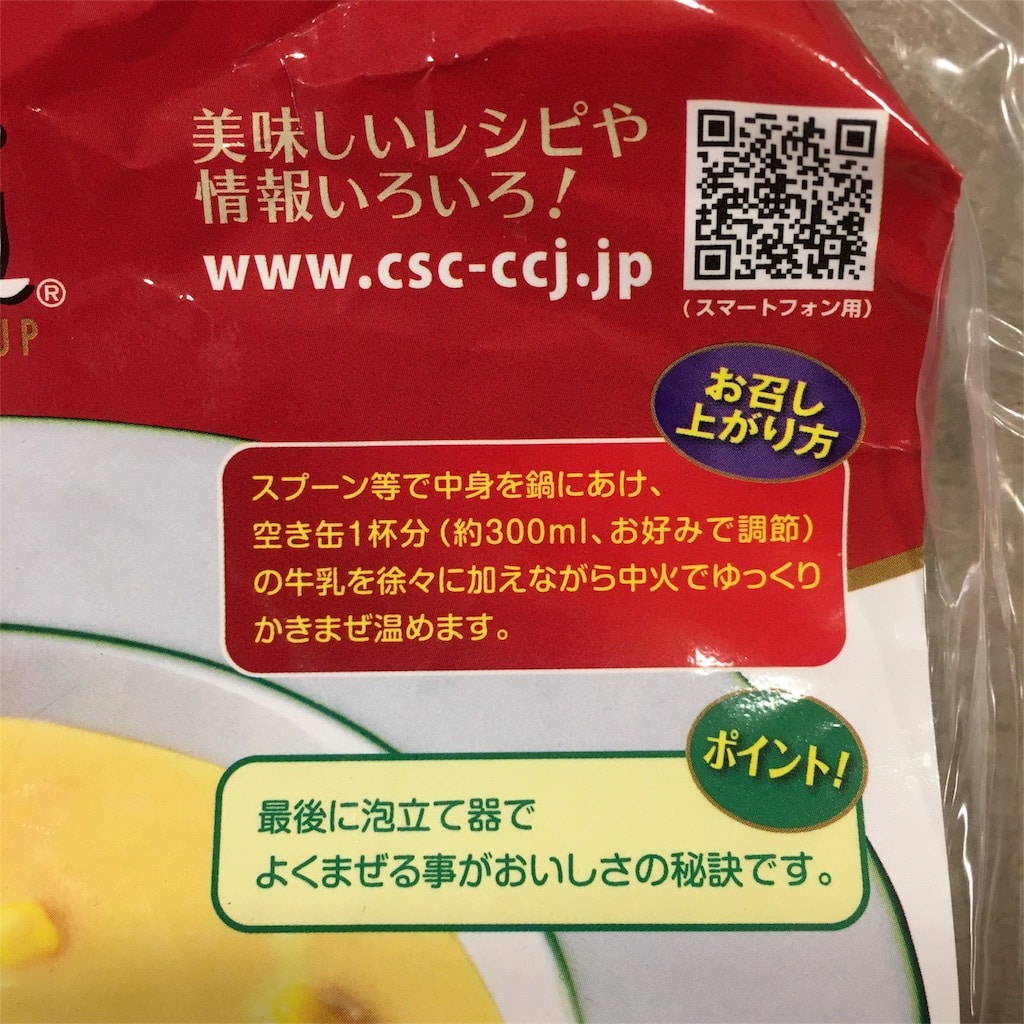 美味しいレシピや
情報いろいろ!
www.csc-ccj.jp
(スマートフォン用)
®
UP
お召し
上がり方
スプーン等で中身を鍋にあけ、
空き缶1杯分(約300ml、お好みで調節)
の牛乳を徐々に加えながら中火でゆっくり
かきまぜ温めます。
ポイント!
最後に泡立て器で
よくまぜる事がおいしさの秘訣です。